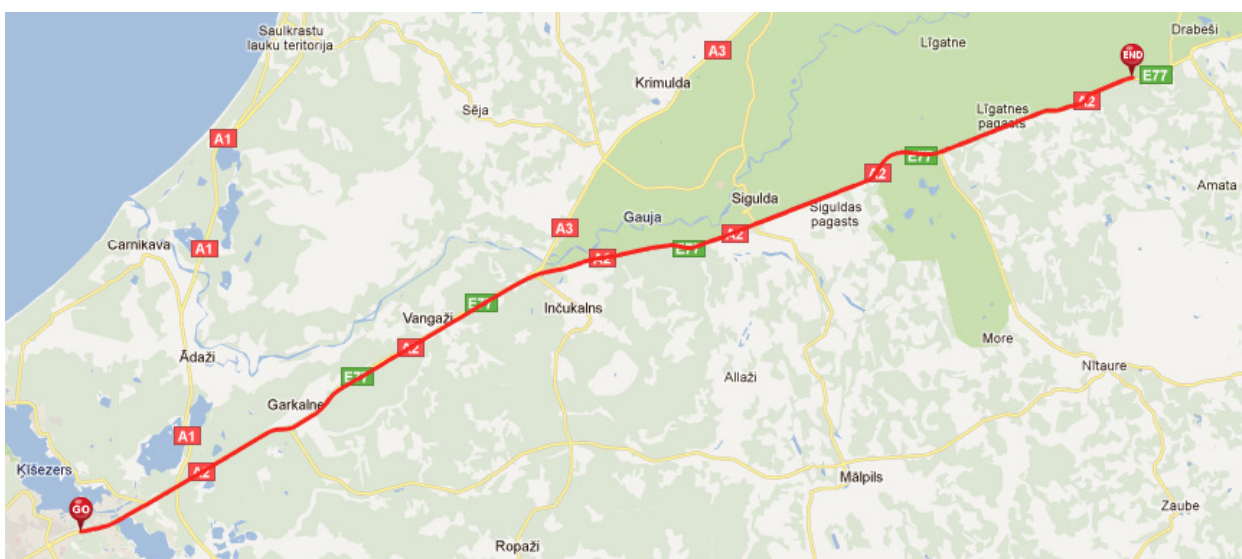 Saulkrastu
lauku teritorija
Drabeši
Līgatne
END
A3
E77
Krimulda
Sēja
A2
Līgatnes
pagasts
A1
E77
A2
Amata
Sigulda
Siguldas
pagasts
Gauja
A3
A2
Carnikava
A1
E77
A2
E77
Inčukalns
Vangaži
More
A2
Ādaži
Nītaure
E77
Allaži
Garkalne
A1
Ķīšezers
A2
Mālpils
GO
Zaube
Ropaži